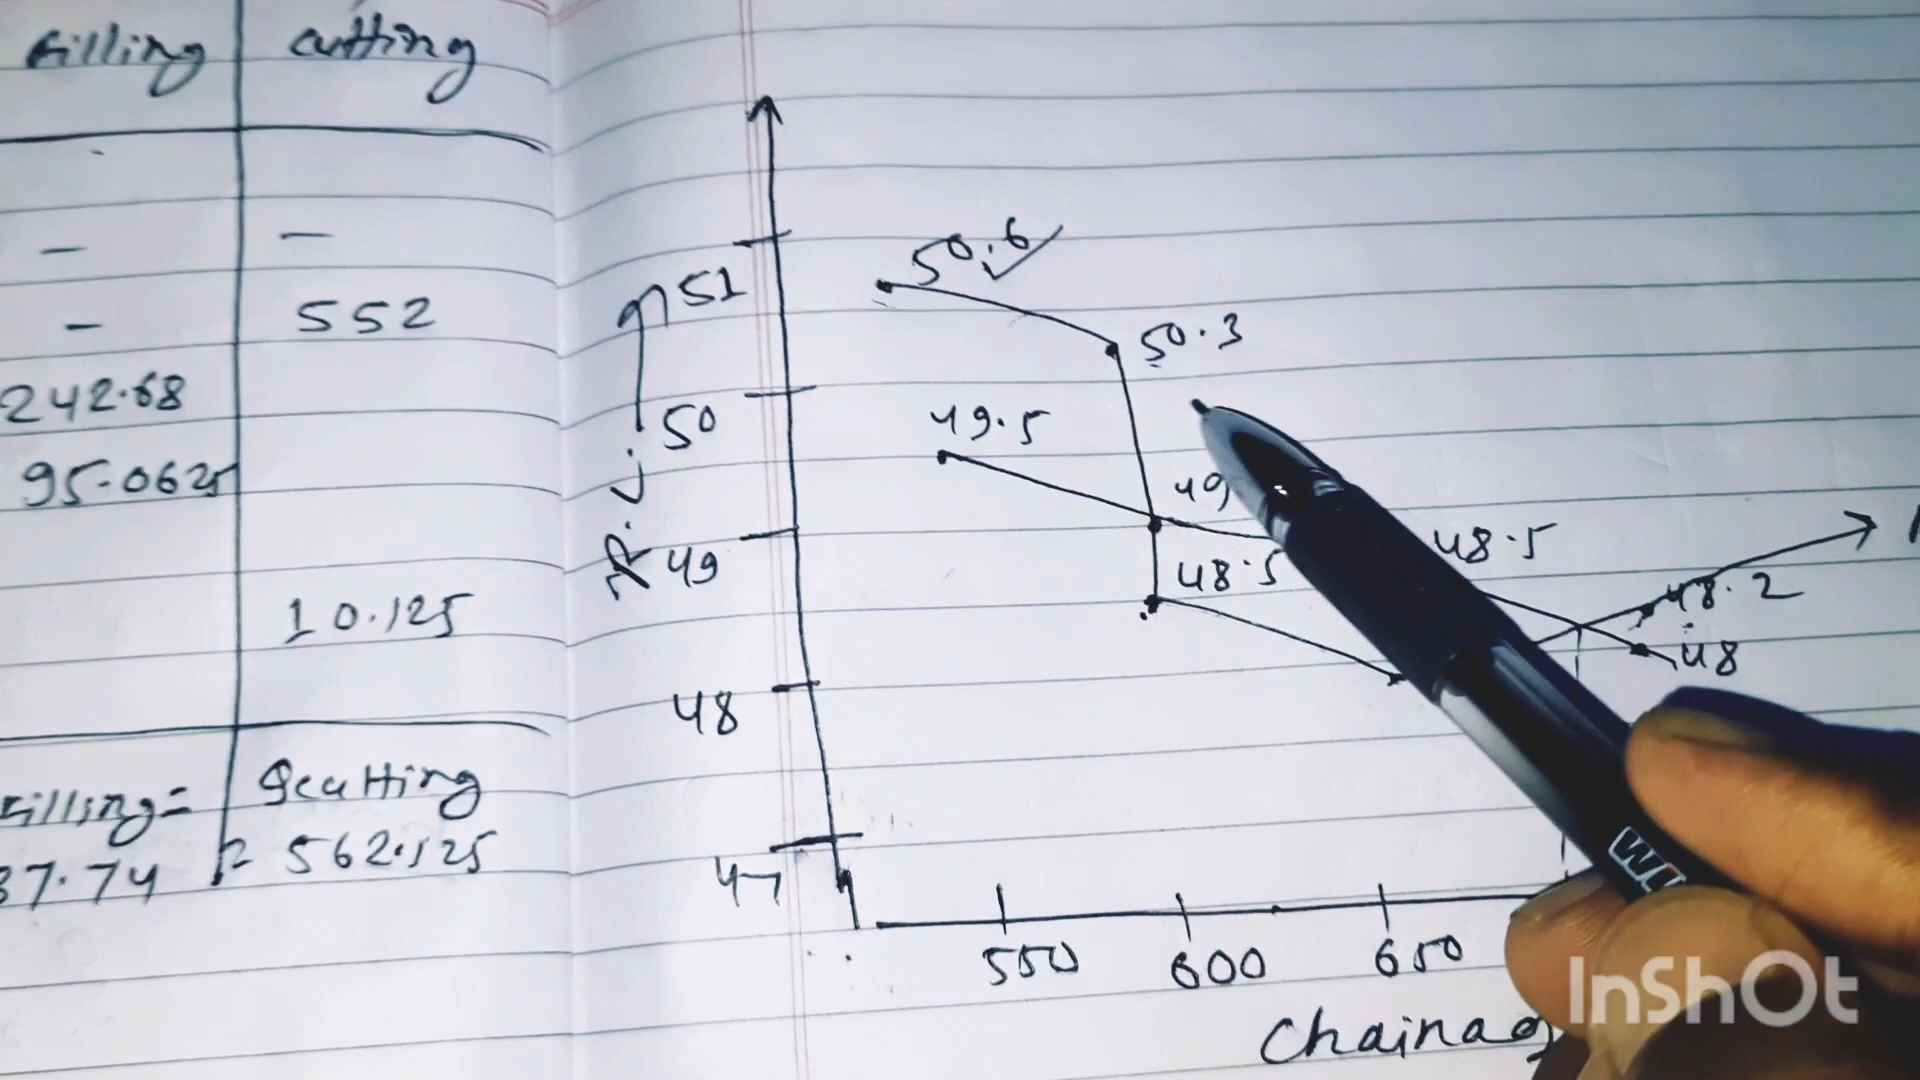 Filling cutting
- -
- 552
242.68
95.0625
10.125
Filling= cutting
37.74 = 562.125
R.L
51
50
49
48
47
50.6
50.3
49.5
49
48.5
48.5
48.2
48
550 600 650
Chainag
InShOt